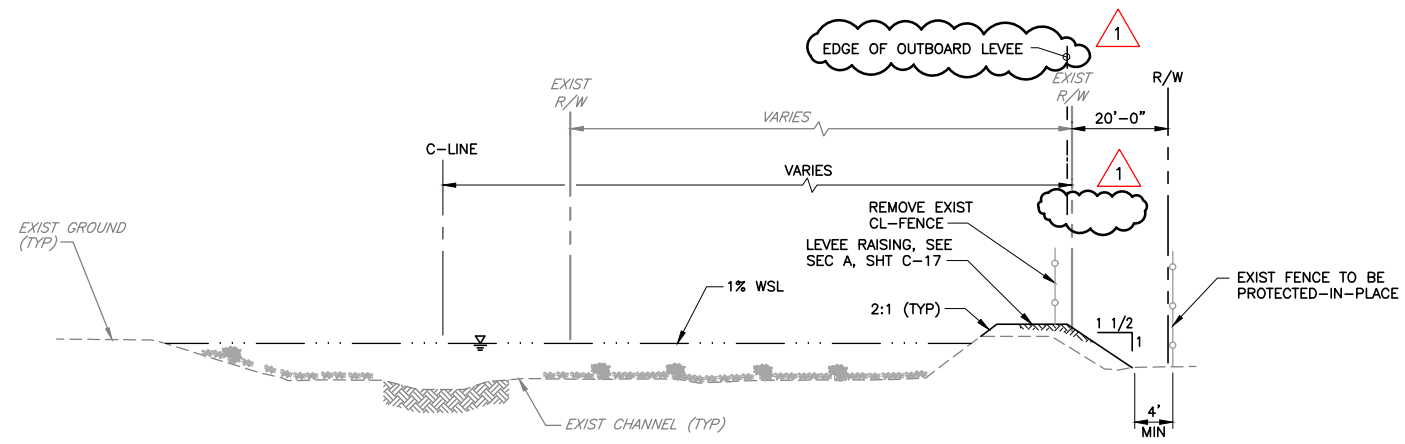 1
EDGE OF OUTBOARD LEVEE
EXIST
R/W
EXIST
R/W
R/W
VARIES
20'-0"
C-LINE
VARIES
1
REMOVE EXIST
CL-FENCE
EXIST GROUND
(TYP)
LEVEE RAISING, SEE
SEC A, SHT C-17
EXIST FENCE TO BE
PROTECTED-IN-PLACE
1% WSL
2:1 (TYP)
1 1/2
1
4'
MIN
EXIST CHANNEL (TYP)